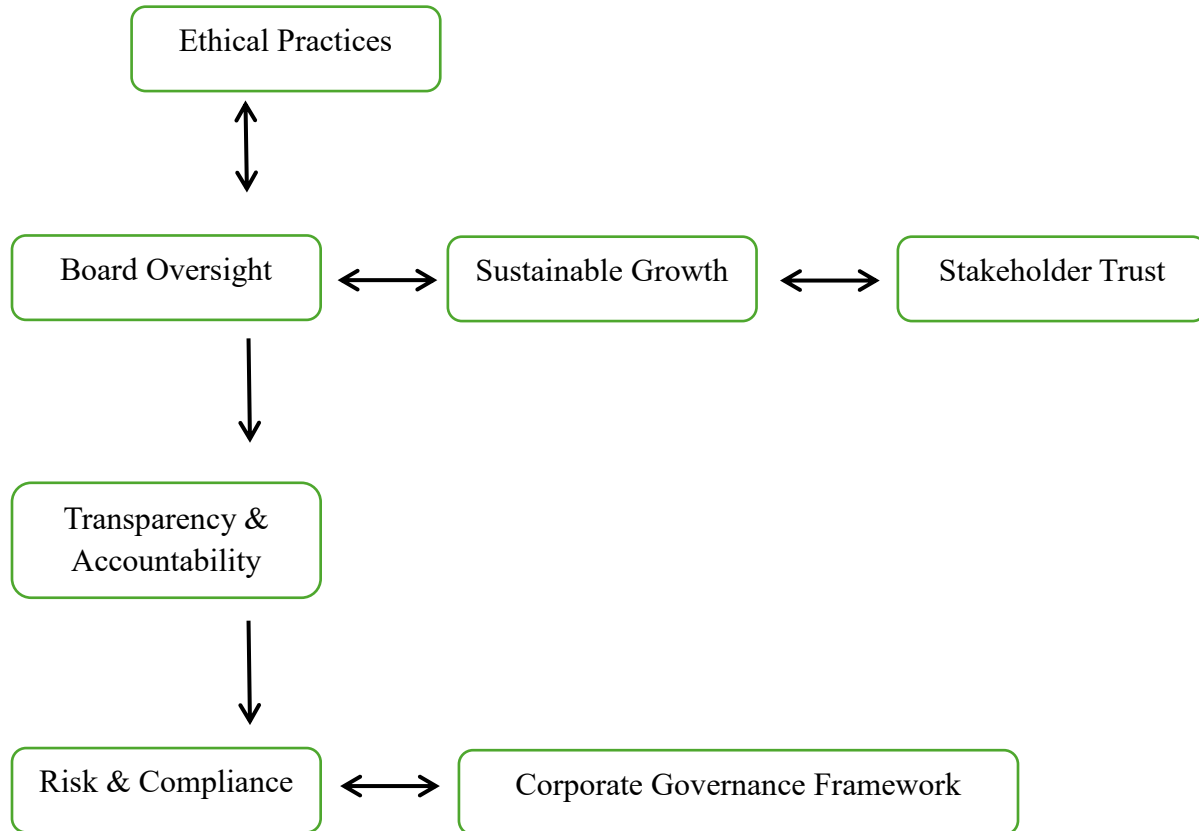 Ethical Practices
Board Oversight
Sustainable Growth
Stakeholder Trust
Transparency &
Accountability
Risk & Compliance
Corporate Governance Framework